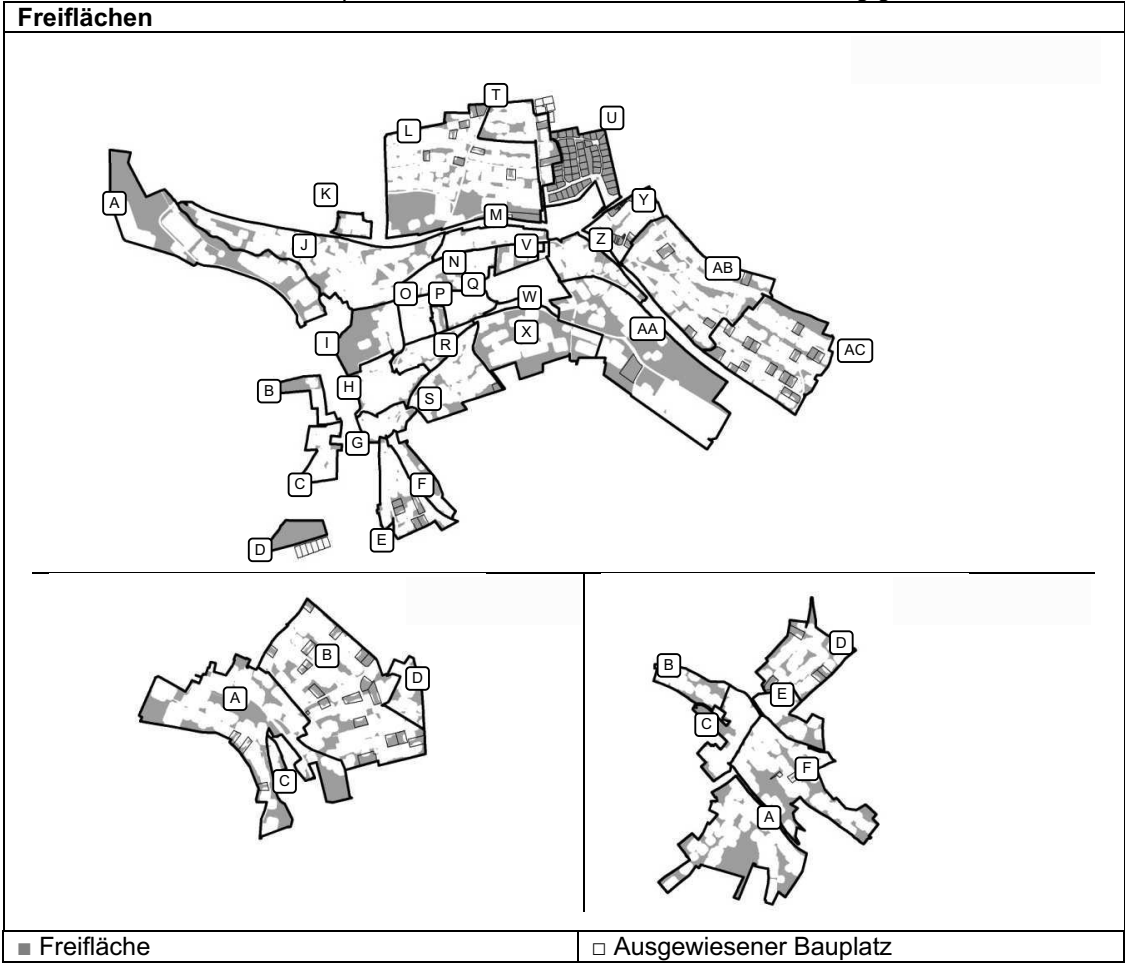 Freiflächen
T
L
U
K
A
Y
M
J
Z
V
N
AB
Q
O
P
W
AA
X
I
R
AC
H
B
S
G
C
F
E
D
B
D
A
C
D
B
E
C
F
A
■ Freifläche
□ Ausgewiesener Bauplatz